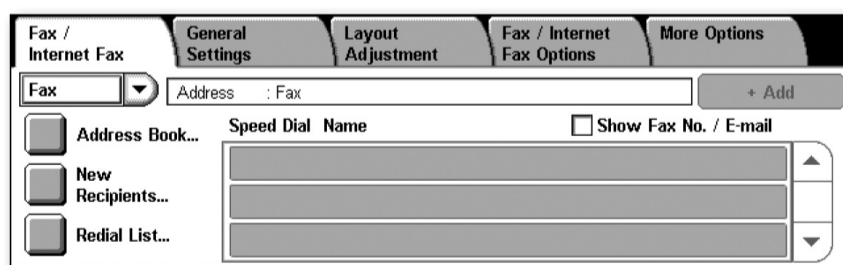 Fax /
Internet Fax
General
Settings
Layout
Adjustment
Fax / Internet
Fax Options
More Options
Fax
Address : Fax
+ Add
Address Book...
Speed Dial Name
Show Fax No. / E-mail
New
Recipients...
Redial List...